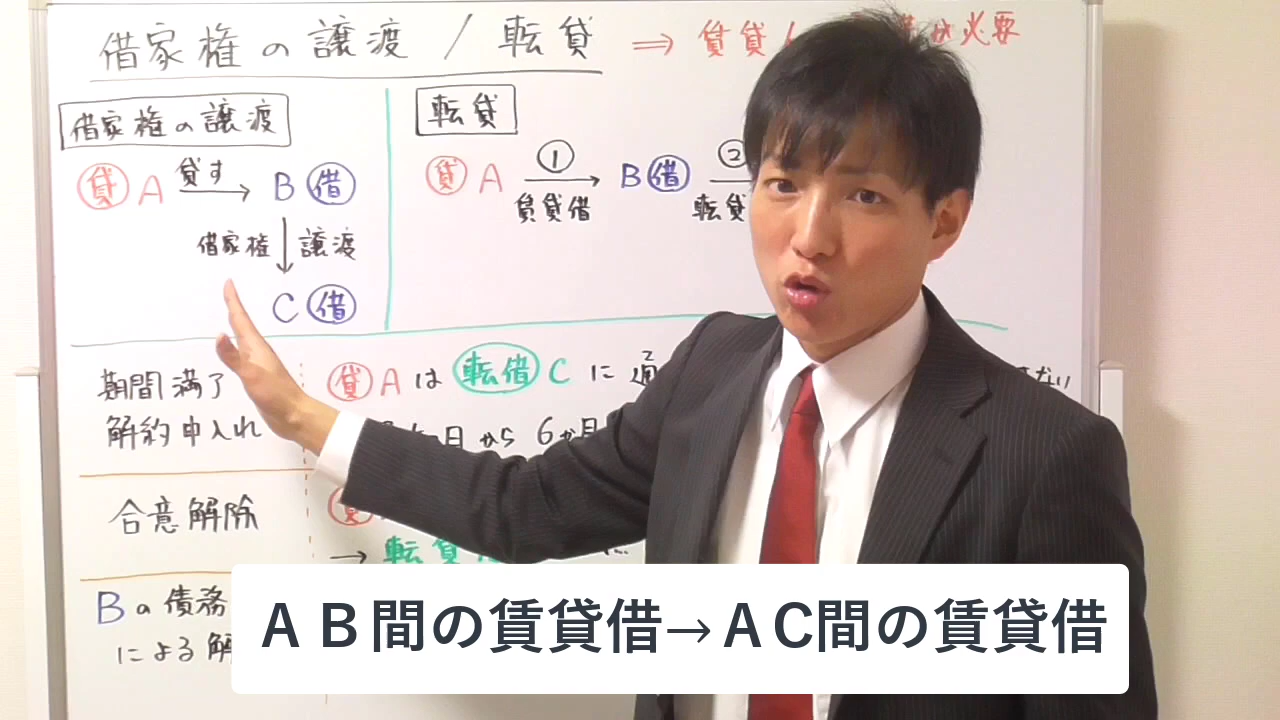 借家権の譲渡 / 転貸 ⇒ 賃貸人 必要
借家権の譲渡
貸 A 貸す → B 借
借家権 ↓ 譲渡
C 借
転貸
貸 A ① → B 借 ②
賃貸借 転貸
期間満了
解約申入れ
貸 A は 転借 C に 通
から 6か月
合意解除
→ 転貸
Bの債務
による解
ＡＢ間の賃貸借→ＡC間の賃貸借